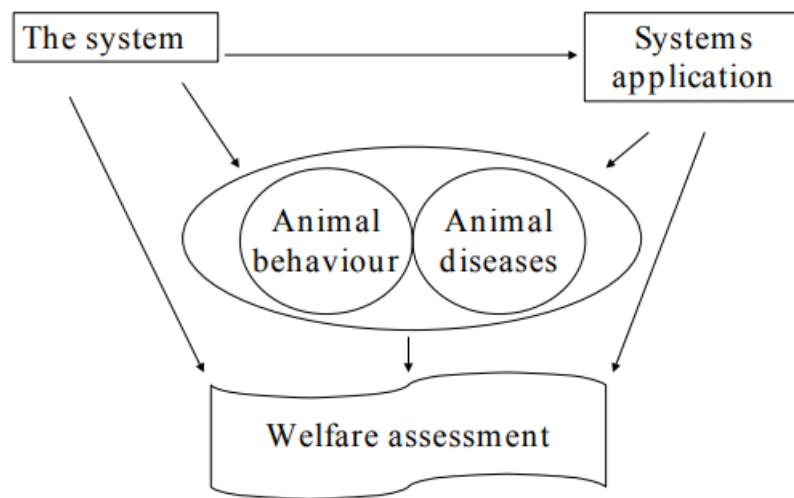 The system
Systems
application
Animal
behaviour
Animal
diseases
Welfare assessment